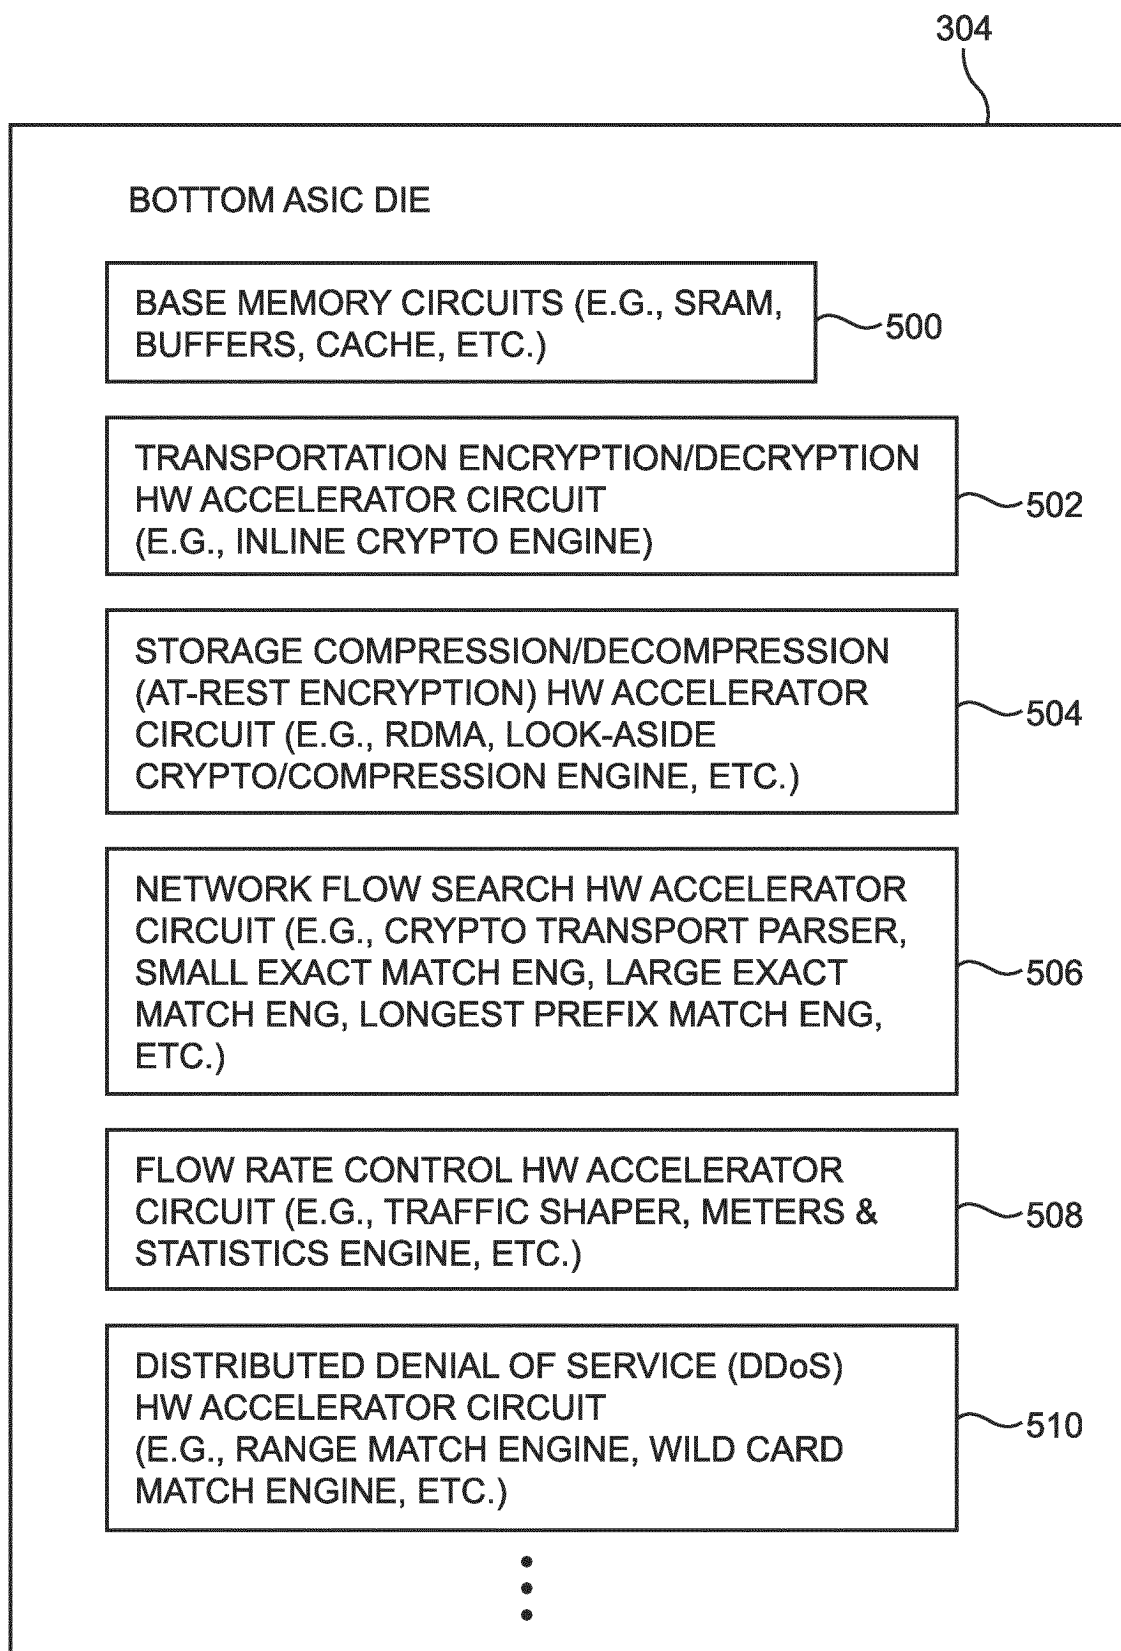 304
BOTTOM ASIC DIE
BASE MEMORY CIRCUITS (E.G., SRAM,
BUFFERS, CACHE, ETC.)
500
TRANSPORTATION ENCRYPTION/DECRYPTION
HW ACCELERATOR CIRCUIT
(E.G., INLINE CRYPTO ENGINE)
502
STORAGE COMPRESSION/DECOMPRESSION
(AT-REST ENCRYPTION) HW ACCELERATOR
CIRCUIT (E.G., RDMA, LOOK-ASIDE
CRYPTO/COMPRESSION ENGINE, ETC.)
504
NETWORK FLOW SEARCH HW ACCELERATOR
CIRCUIT (E.G., CRYPTO TRANSPORT PARSER,
SMALL EXACT MATCH ENG, LARGE EXACT
MATCH ENG, LONGEST PREFIX MATCH ENG,
ETC.)
506
FLOW RATE CONTROL HW ACCELERATOR
CIRCUIT (E.G., TRAFFIC SHAPER, METERS &
STATISTICS ENGINE, ETC.)
508
DISTRIBUTED DENIAL OF SERVICE (DDoS)
HW ACCELERATOR CIRCUIT
(E.G., RANGE MATCH ENGINE, WILD CARD
MATCH ENGINE, ETC.)
510